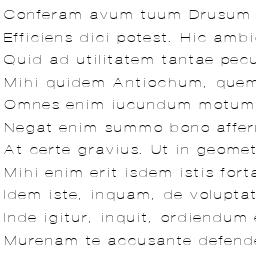 Conferam avum tuum Drusum
Efficiens dici potest. Hic ambi
Quid ad utilitatem tantae pecu
Mihi quidem Antiochum, quem
Omnes enim iucundum motum
Negat enim summo bono afferr
At certe gravius. Ut in geomet
Mihi enim erit isdem istis forta
Idem iste, inquam, de voluptat
Inde igitur, inquit, ordiendum e
Murenam te accusante defende